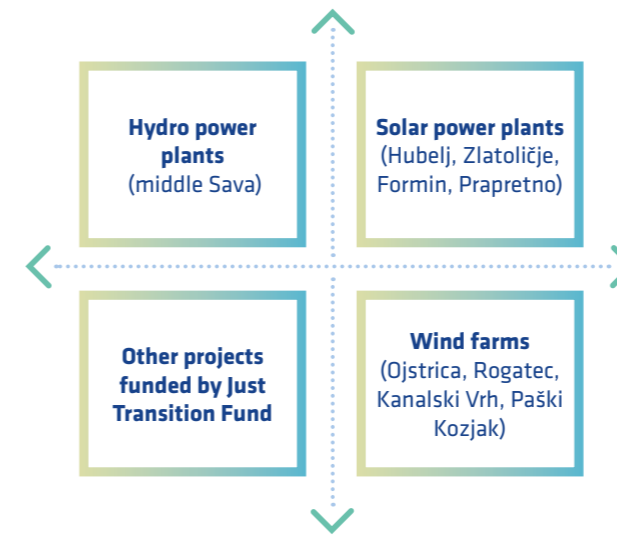 Hydro power
plants
(middle Sava)
Solar power plants
(Hubelj, Zlatoličje,
Formin, Prapretno)
Other projects
funded by Just
Transition Fund
Wind farms
(Ojstrica, Rogatec,
Kanalski Vrh, Paški
Kozjak)